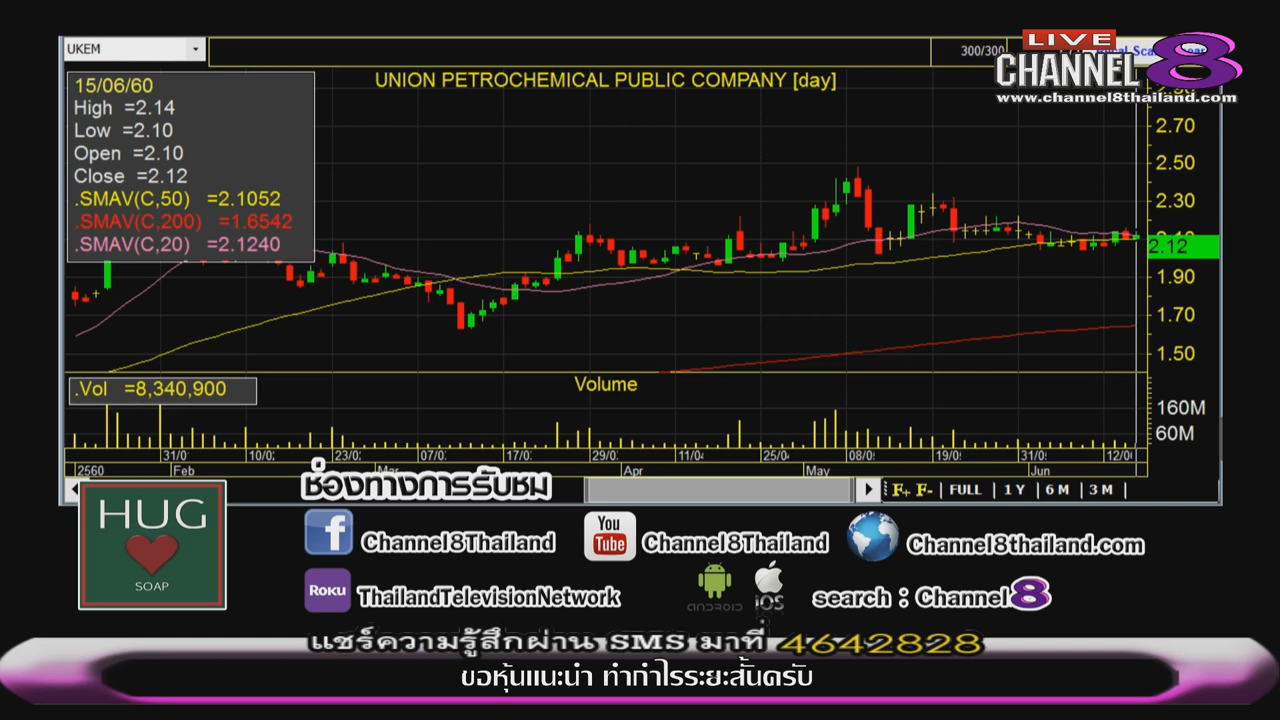 UKEM
300/300
LIVE
CHANNEL 8
www.channel8thailand.com
UNION PETROCHEMICAL PUBLIC COMPANY [day]
15/06/60
High =2.14
Low =2.10
Open =2.10
Close =2.12
.SMAV(C,50) =2.1052
.SMAV(C,200) =1.6542
.SMAV(C,20) =2.1240
2.70
2.50
2.30
2.12
1.90
1.70
1.50
.Vol =8,340,900
Volume
160M
60M
31/0 10/0 23/0 07/0 17/0 29/0 11/0 25/0 08/0 19/0 31/0 12/0
2560 Feb Mar Apr May Jun
F+ F- FULL 1 Y 6 M 3 M
ช่องทางการรับชม
HUG
SOAP
f Channel8Thailand
You Tube Channel8Thailand
Channel8thailand.com
ROKU ThailandTelevisionNetwork
ANDROID iOS
search : Channel8
แชร์ความรู้สึกผ่าน SMS มาที่ 4642828
ขอหุ้นแนะนำ ทำกำไรระยะสั้นครับ